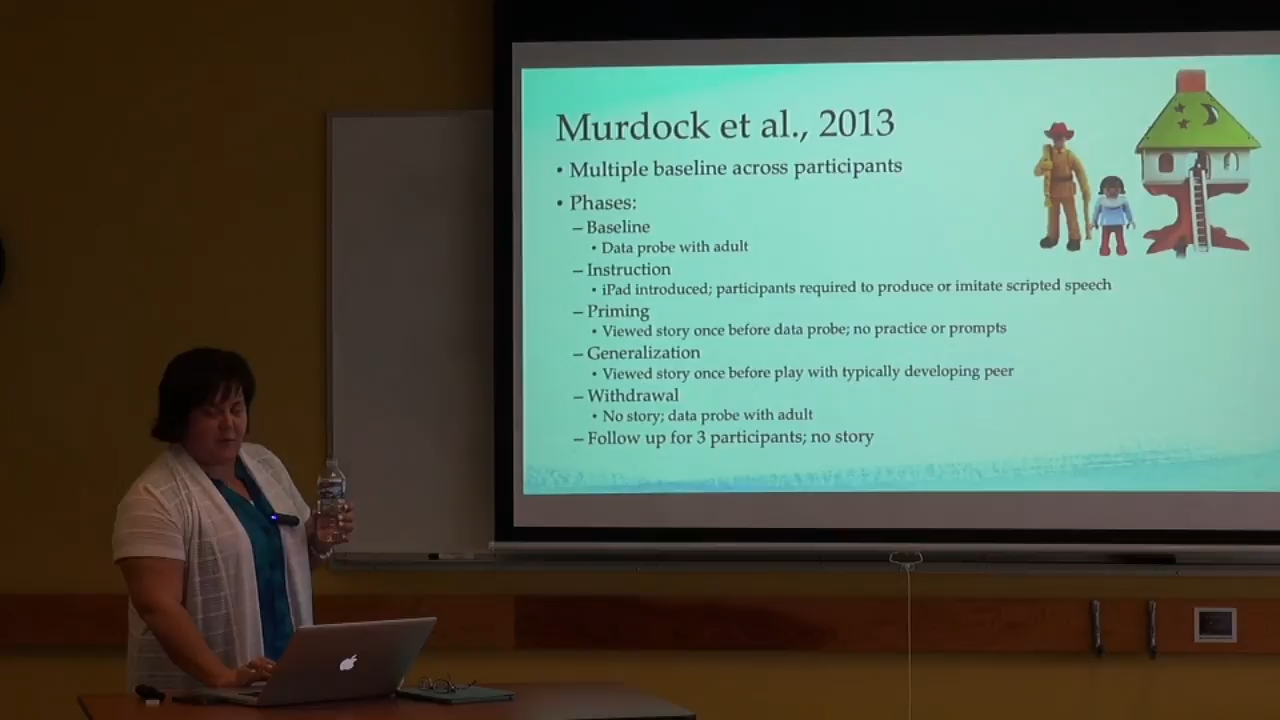 Murdock et al., 2013
• Multiple baseline across participants
• Phases:
– Baseline
• Data probe with adult
– Instruction
• iPad introduced; participants required to produce or imitate scripted speech
– Priming
• Viewed story once before data probe; no practice or prompts
– Generalization
• Viewed story once before play with typically developing peer
– Withdrawal
• No story; data probe with adult
– Follow up for 3 participants; no story